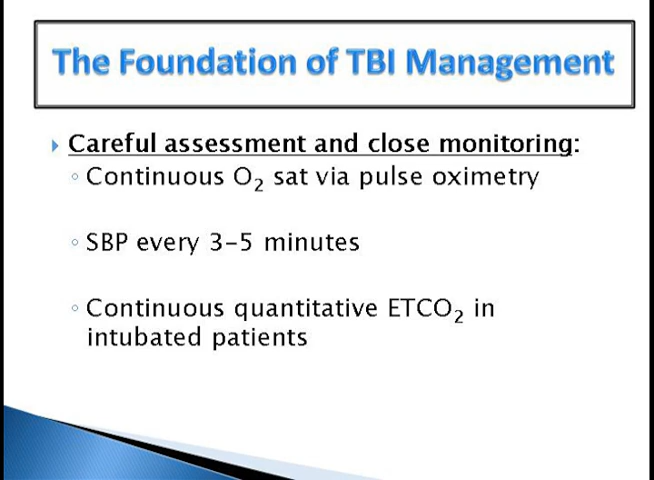 The Foundation of TBI Management
Careful assessment and close monitoring:
Continuous O₂ sat via pulse oximetry
SBP every 3–5 minutes
Continuous quantitative ETCO₂ in
intubated patients